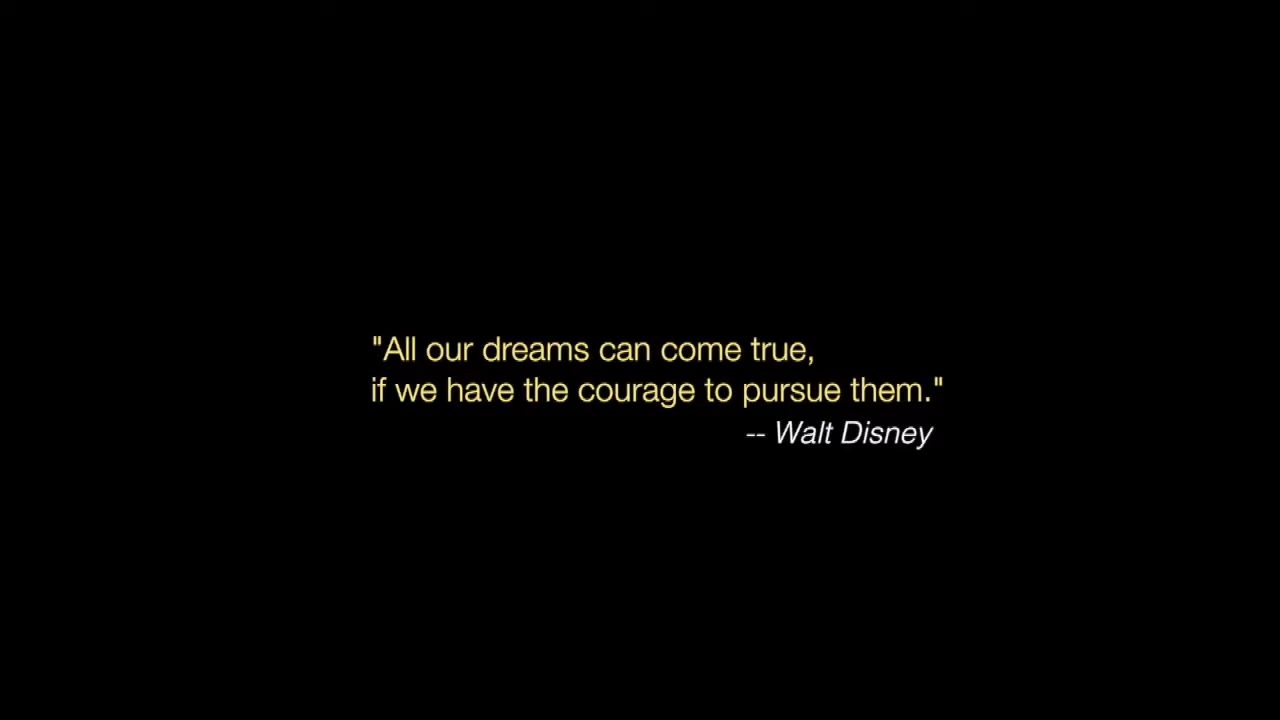 "All our dreams can come true,
if we have the courage to pursue them."
-- Walt Disney